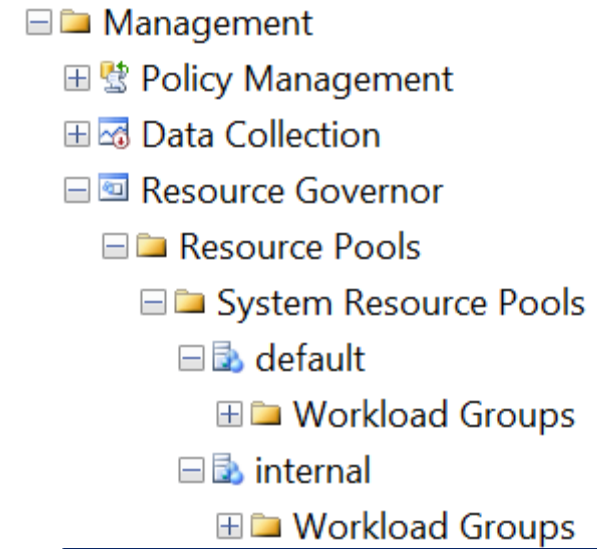 Management
Policy Management
Data Collection
Resource Governor
Resource Pools
System Resource Pools
default
Workload Groups
internal
Workload Groups